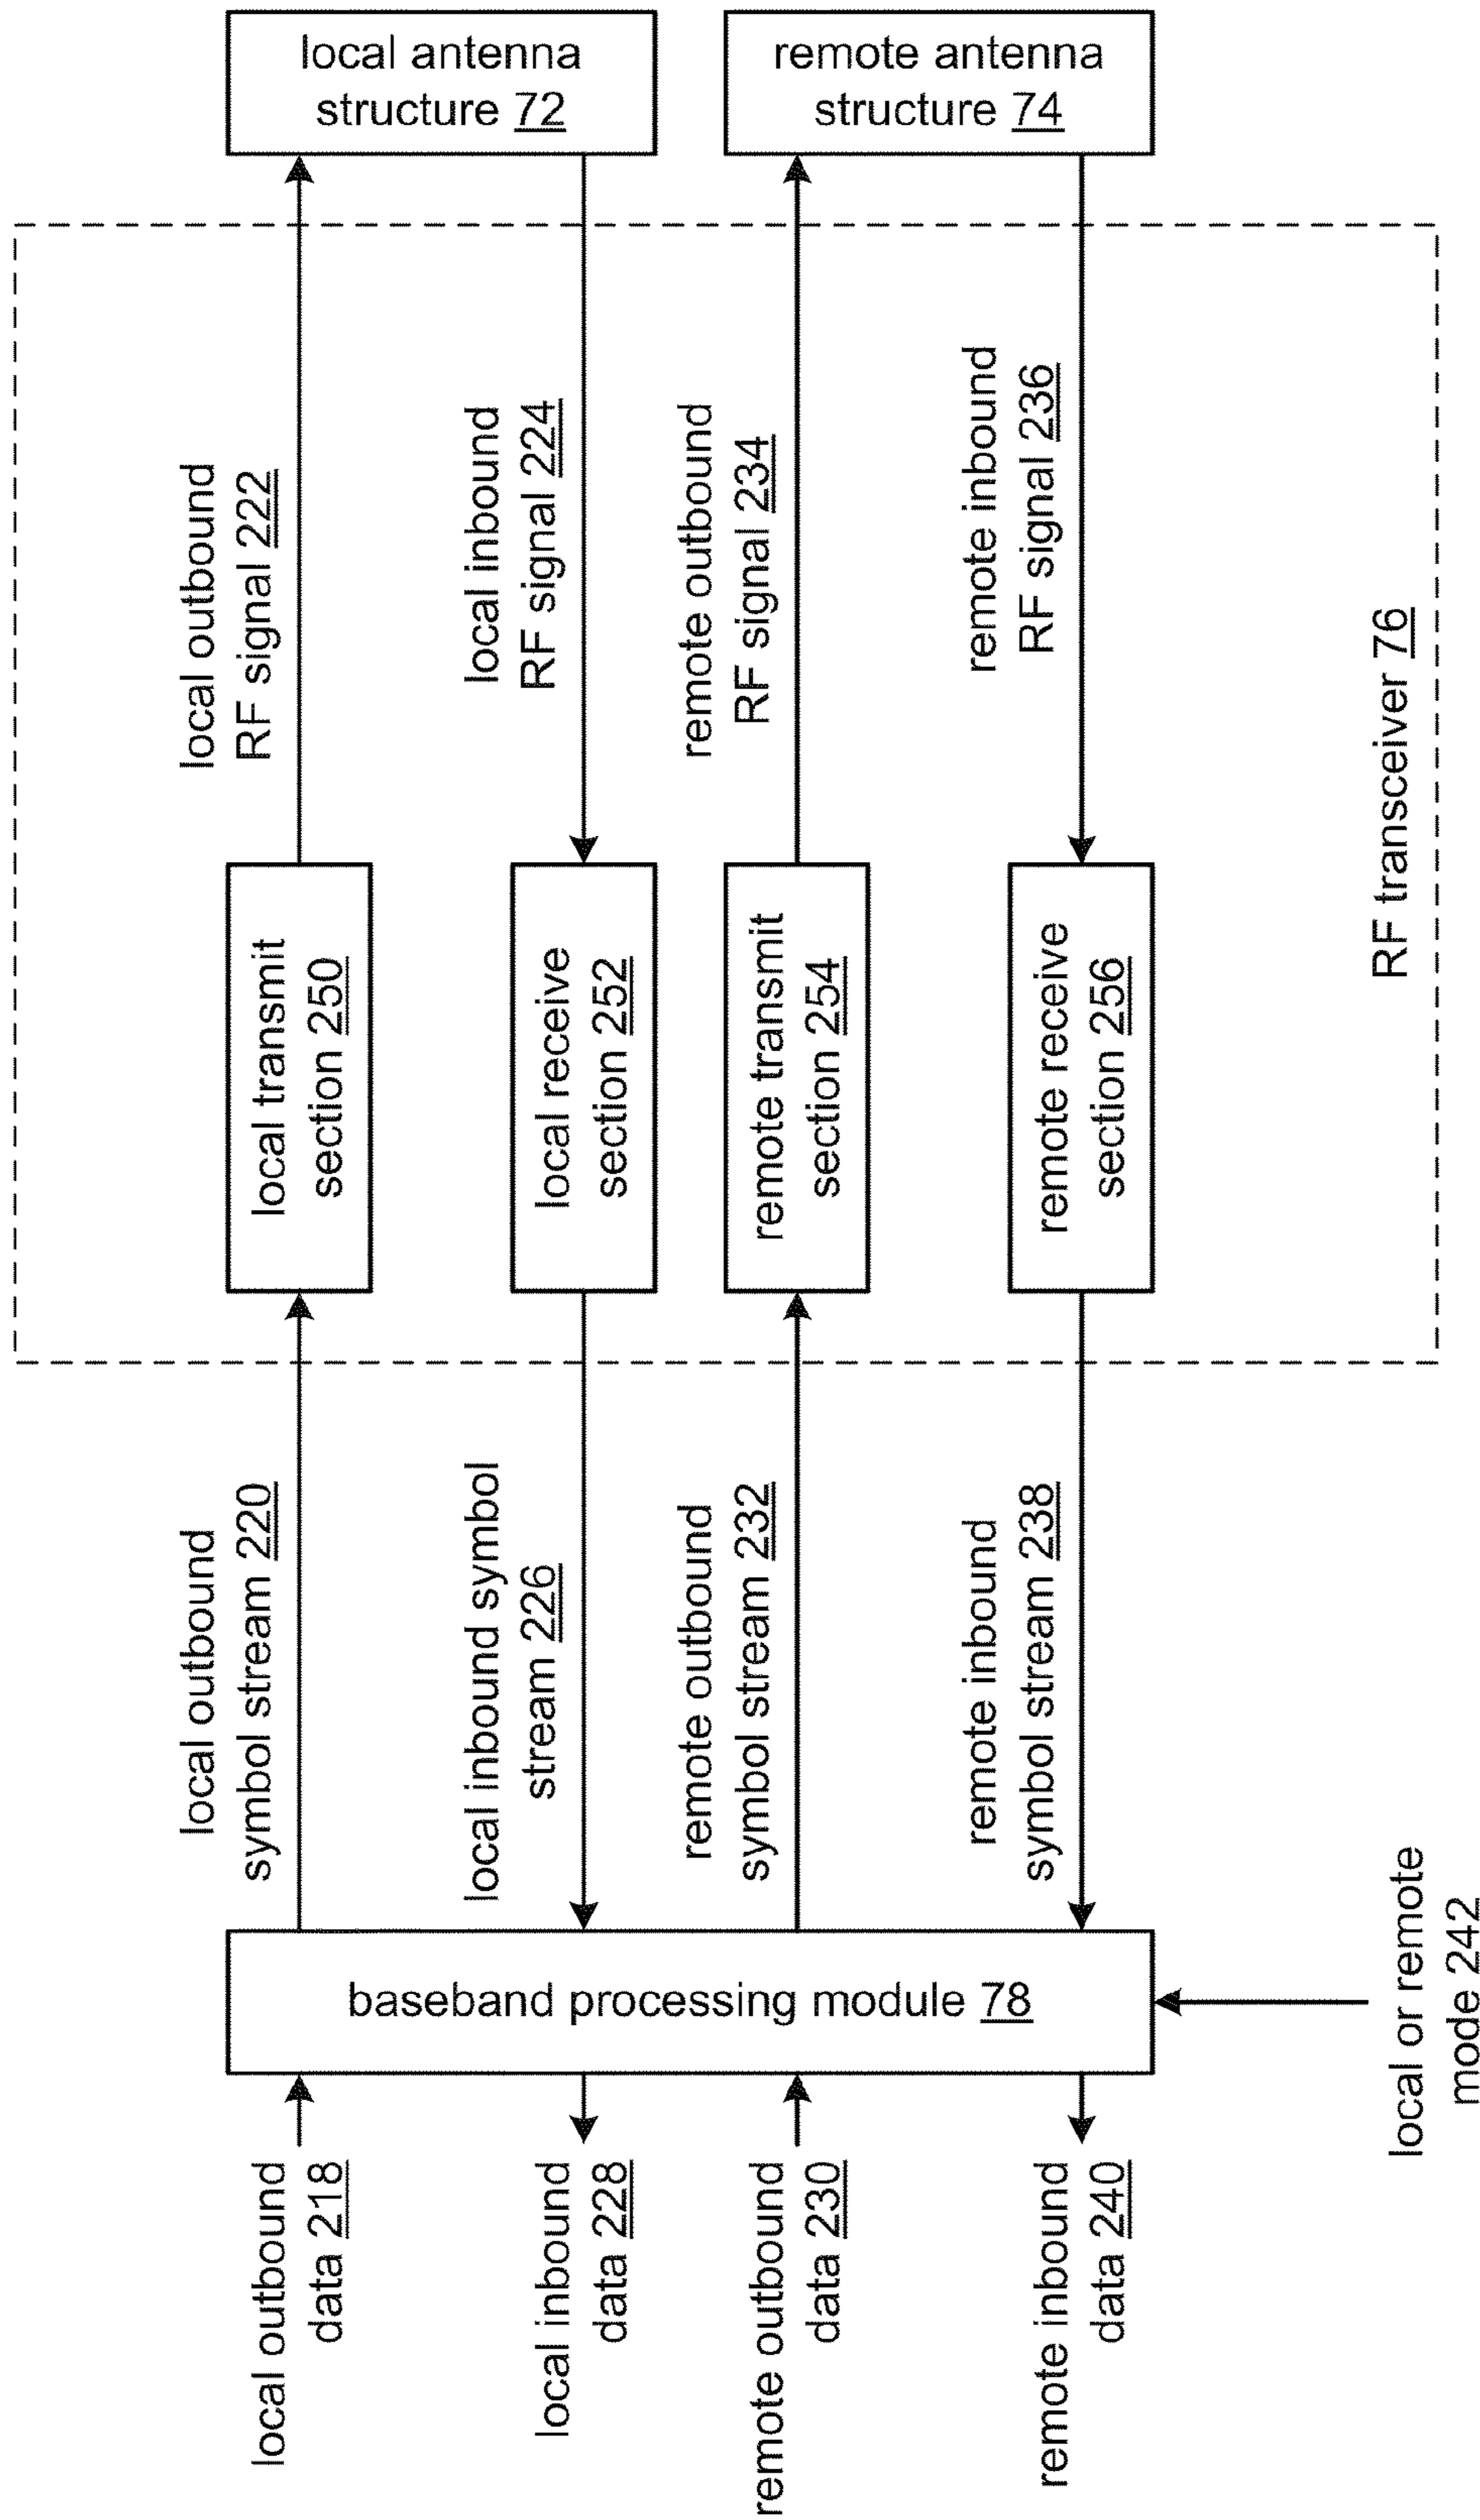 local antenna
structure 72
remote antenna
structure 74
local outbound
RF signal 222
local inbound
RF signal 224
remote outbound
RF signal 234
remote inbound
RF signal 236
local transmit
section 250
local receive
section 252
remote transmit
section 254
remote receive
section 256
RF transceiver 76
local outbound
symbol stream 220
local inbound symbol
stream 226
remote outbound
symbol stream 232
remote inbound
symbol stream 238
baseband processing module 78
local outbound
data 218
local inbound
data 228
remote outbound
data 230
remote inbound
data 240
local or remote
mode 242